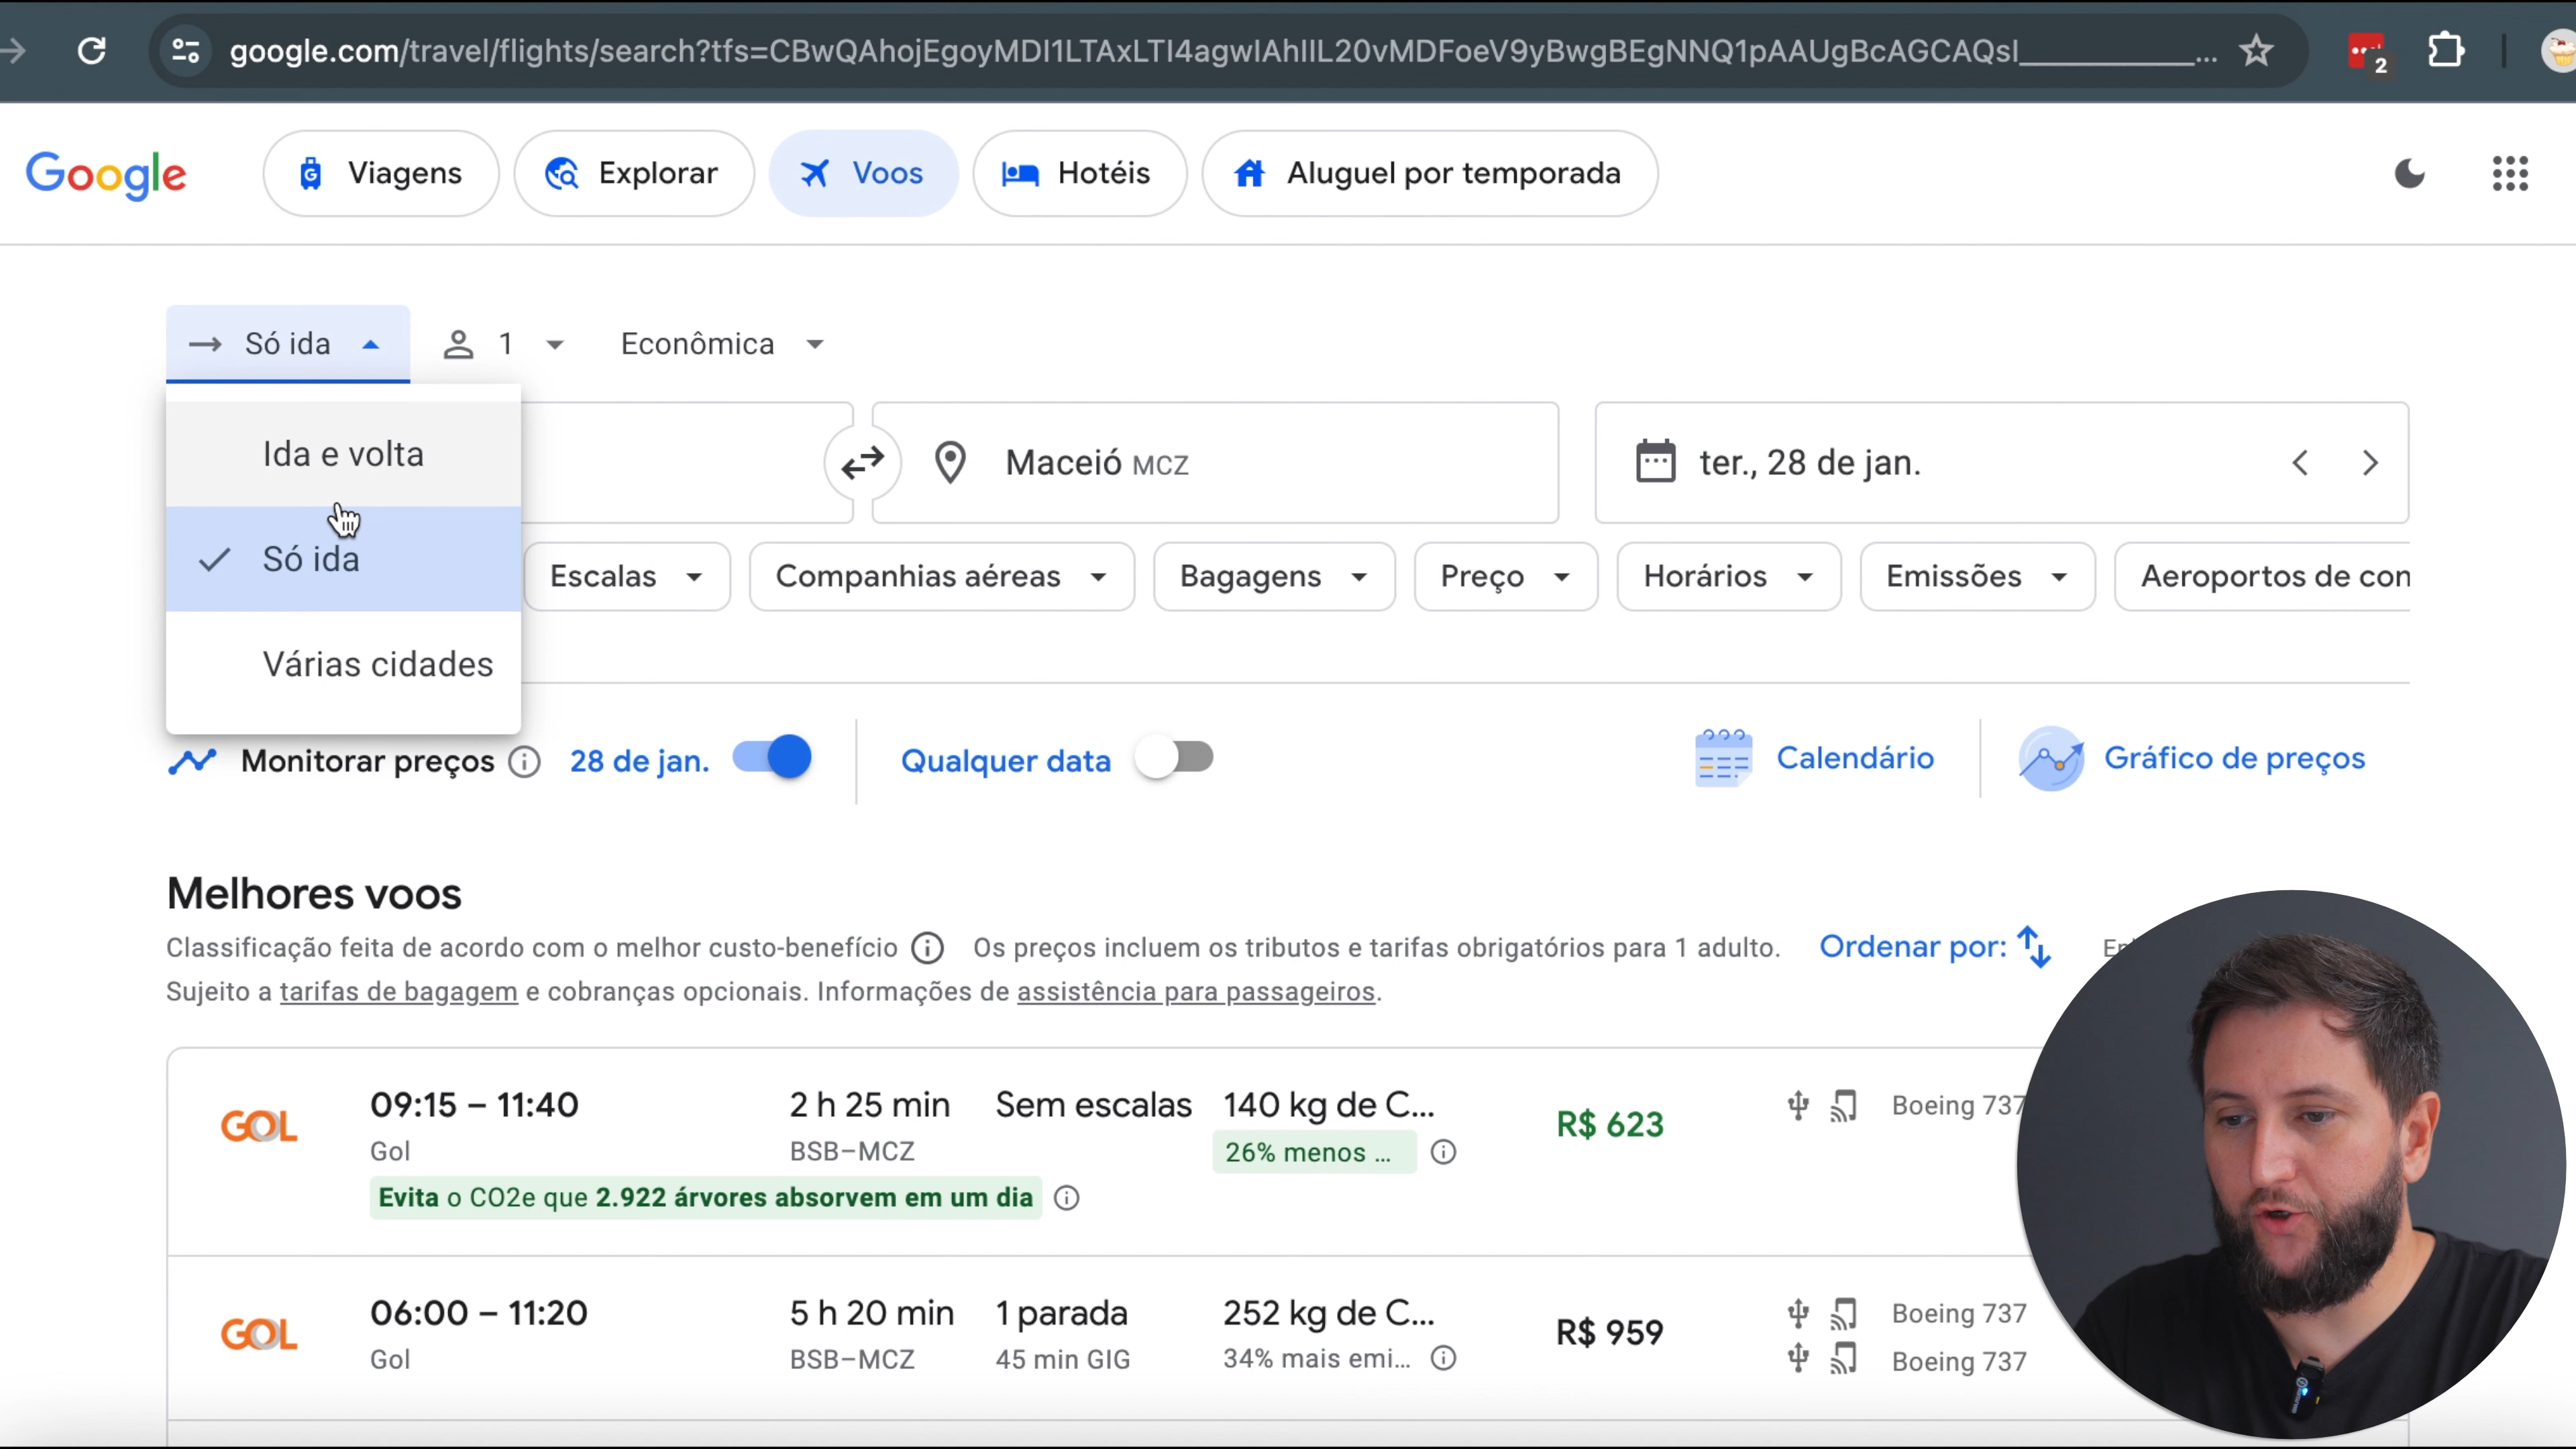 google.com/travel/flights/search?tfs=CBwQAhojEgoyMDI1LTAxLTI4agwIAhIIL20vMDFoeV9yBwgBEgNNQ1pAAUgBcAGCAQsI____________...
2
Google
Viagens
Explorar
Voos
Hotéis
Aluguel por temporada
Só ida
1
Econômica
Ida e volta
Só ida
Várias cidades
Maceió MCZ
ter., 28 de jan.
Escalas
Companhias aéreas
Bagagens
Preço
Horários
Emissões
Aeroportos de con
Monitorar preços
28 de jan.
Qualquer data
Calendário
Gráfico de preços
Melhores voos
Classificação feita de acordo com o melhor custo-benefício
Os preços incluem os tributos e tarifas obrigatórios para 1 adulto.
Ordenar por:
Sujeito a tarifas de bagagem e cobranças opcionais. Informações de assistência para passageiros.
GOL
09:15 – 11:40
2 h 25 min
Sem escalas
140 kg de C...
R$ 623
Boeing 737
Gol
BSB–MCZ
26% menos ...
Evita o CO2e que 2.922 árvores absorvem em um dia
GOL
06:00 – 11:20
5 h 20 min
1 parada
252 kg de C...
R$ 959
Boeing 737
Gol
BSB–MCZ
45 min GIG
34% mais emi...
Boeing 737